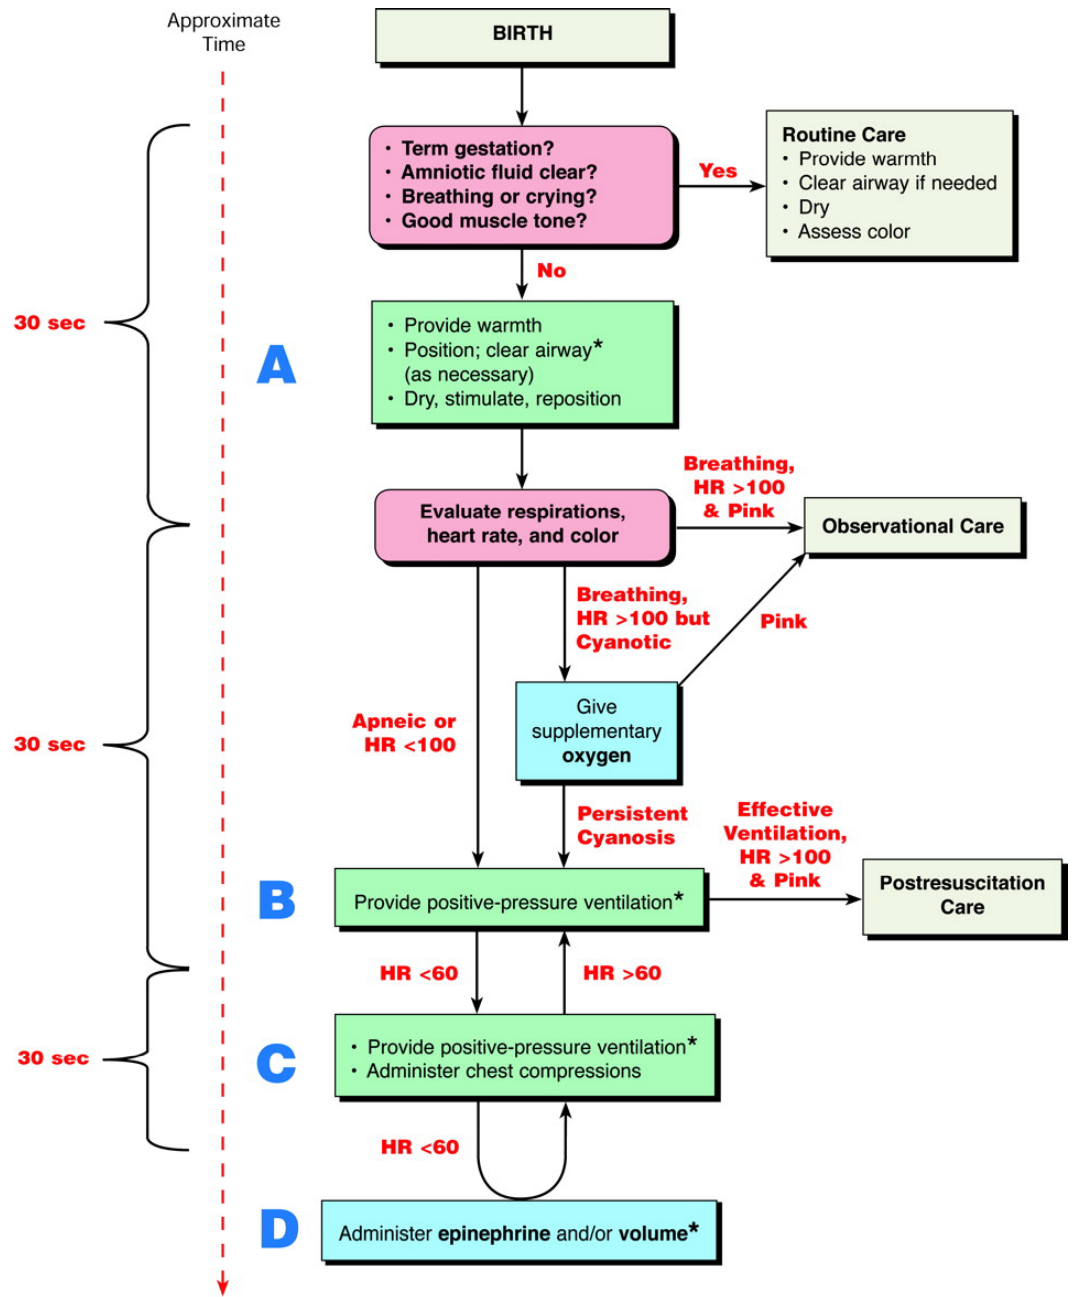 Approximate
Time
BIRTH
• Term gestation?
• Amniotic fluid clear?
• Breathing or crying?
• Good muscle tone?
Yes
Routine Care
• Provide warmth
• Clear airway if needed
• Dry
• Assess color
No
30 sec
A
• Provide warmth
• Position; clear airway*
(as necessary)
• Dry, stimulate, reposition
Evaluate respirations,
heart rate, and color
Breathing,
HR >100
& Pink
Observational Care
Breathing,
HR >100 but
Cyanotic
Pink
30 sec
Apneic or
HR <100
Give
supplementary
oxygen
Persistent
Cyanosis
Effective
Ventilation,
HR >100
& Pink
B
Provide positive-pressure ventilation*
Postresuscitation
Care
HR <60
HR >60
30 sec
C
• Provide positive-pressure ventilation*
• Administer chest compressions
HR <60
D
Administer epinephrine and/or volume*